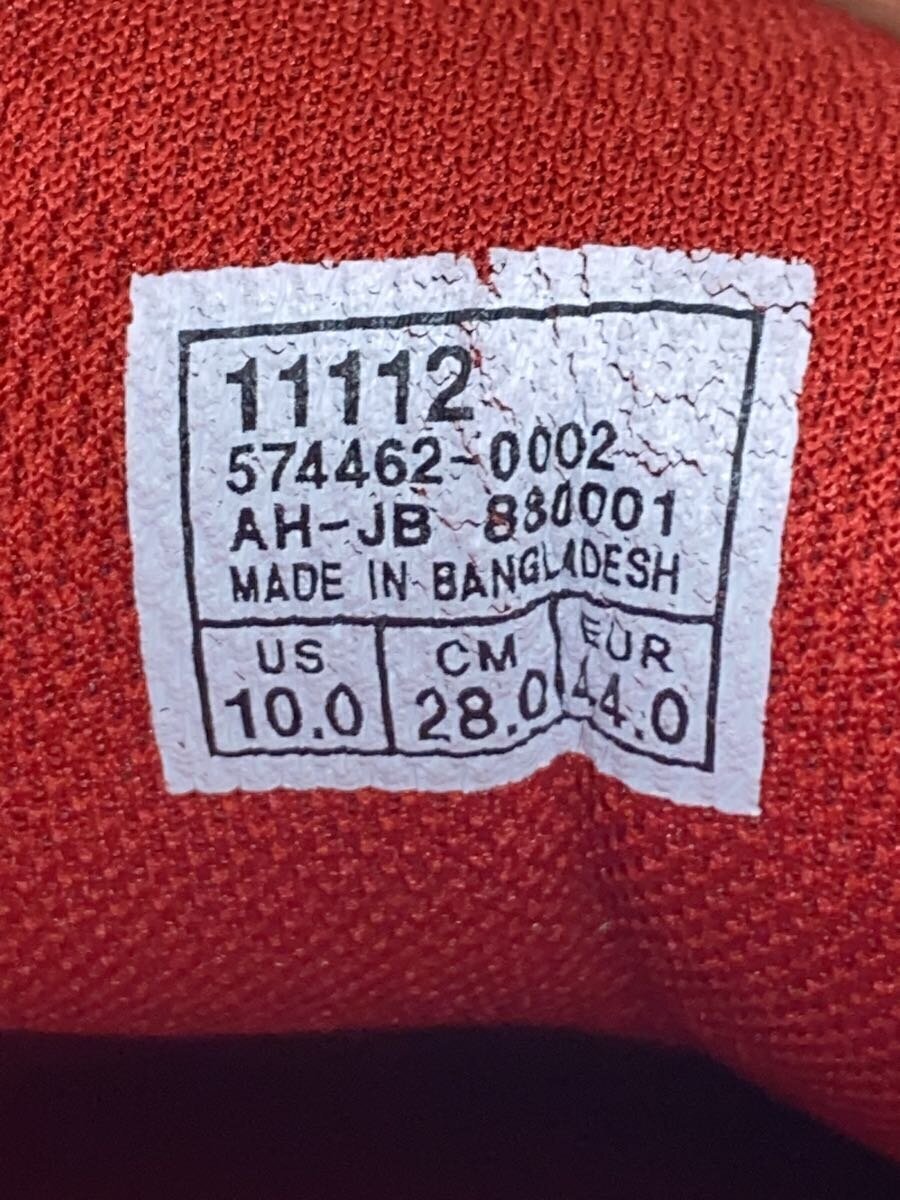 11112
574462-0002
AH-JB 880001
MADE IN BANGLADESH
US CM EUR
10.0 28.0 44.0